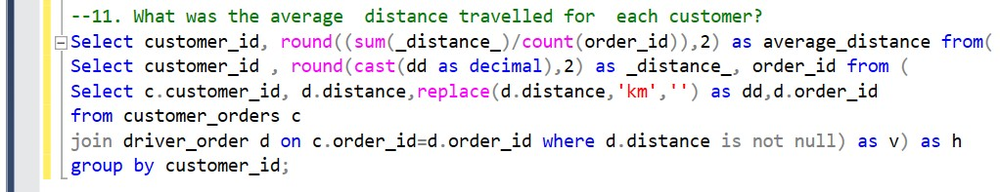 --11. What was the average  distance travelled for  each customer?
Select customer_id, round((sum(_distance_)/count(order_id)),2) as average_distance from(
Select customer_id , round(cast(dd as decimal),2) as _distance_, order_id from (
Select c.customer_id, d.distance,replace(d.distance,'km','') as dd,d.order_id
from customer_orders c
join driver_order d on c.order_id=d.order_id where d.distance is not null) as v) as h
group by customer_id;